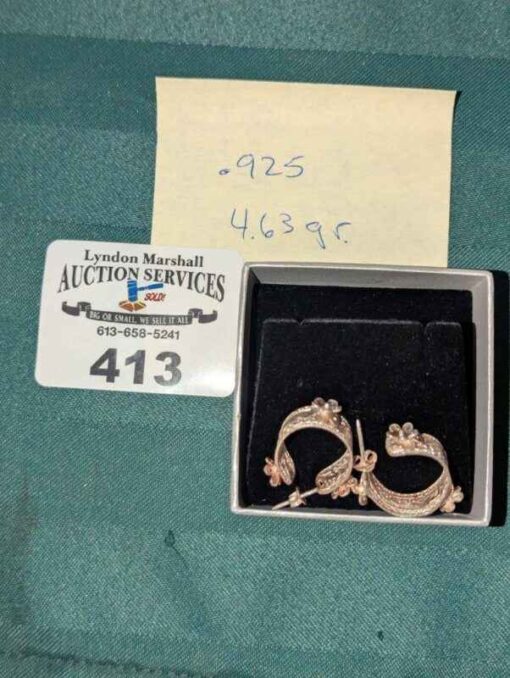 .925
4.63 gr.
Lyndon Marshall
AUCTION SERVICES
SOLD!
BIG OR SMALL, WE SELL IT ALL
613-658-5241
413